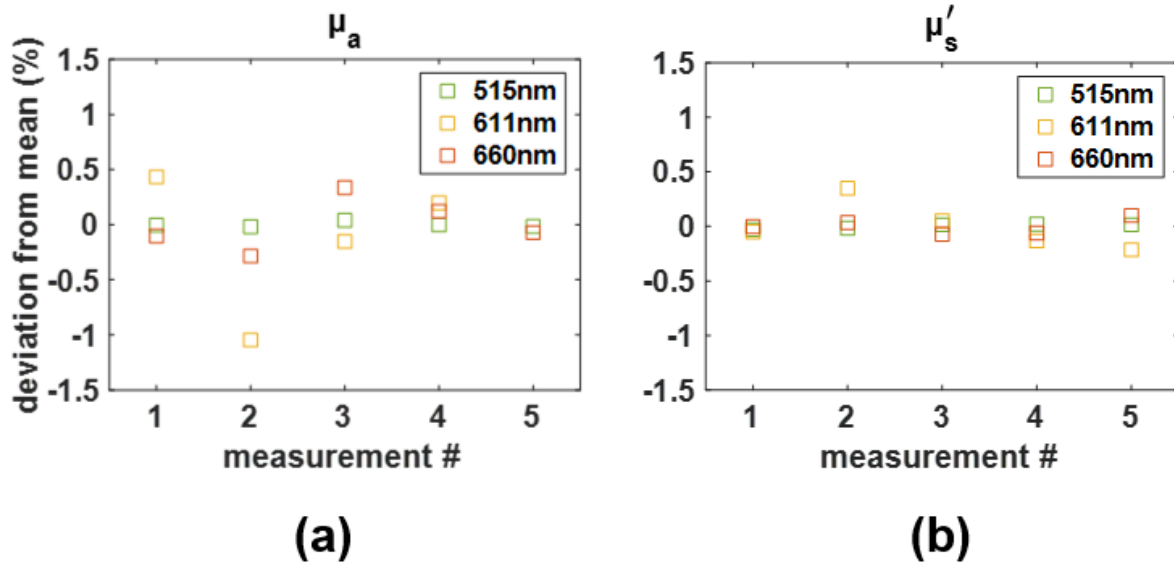 μa
deviation from mean (%)
1.5
1
0.5
0
-0.5
-1
-1.5
515nm
611nm
660nm
1 2 3 4 5
measurement #
(a)
μ′s
1.5
1
0.5
0
-0.5
-1
-1.5
515nm
611nm
660nm
1 2 3 4 5
measurement #
(b)